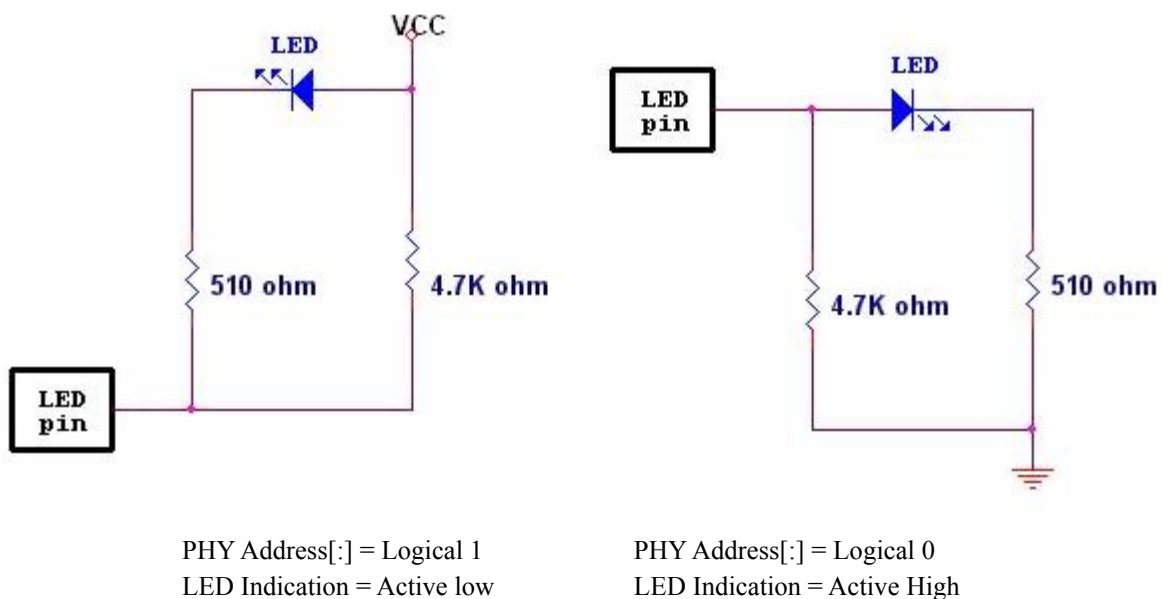 VCC
LED
510 ohm
4.7K ohm
LED
pin
LED
pin
LED
4.7K ohm
510 ohm
PHY Address[:] = Logical 1
LED Indication = Active low
PHY Address[:] = Logical 0
LED Indication = Active High